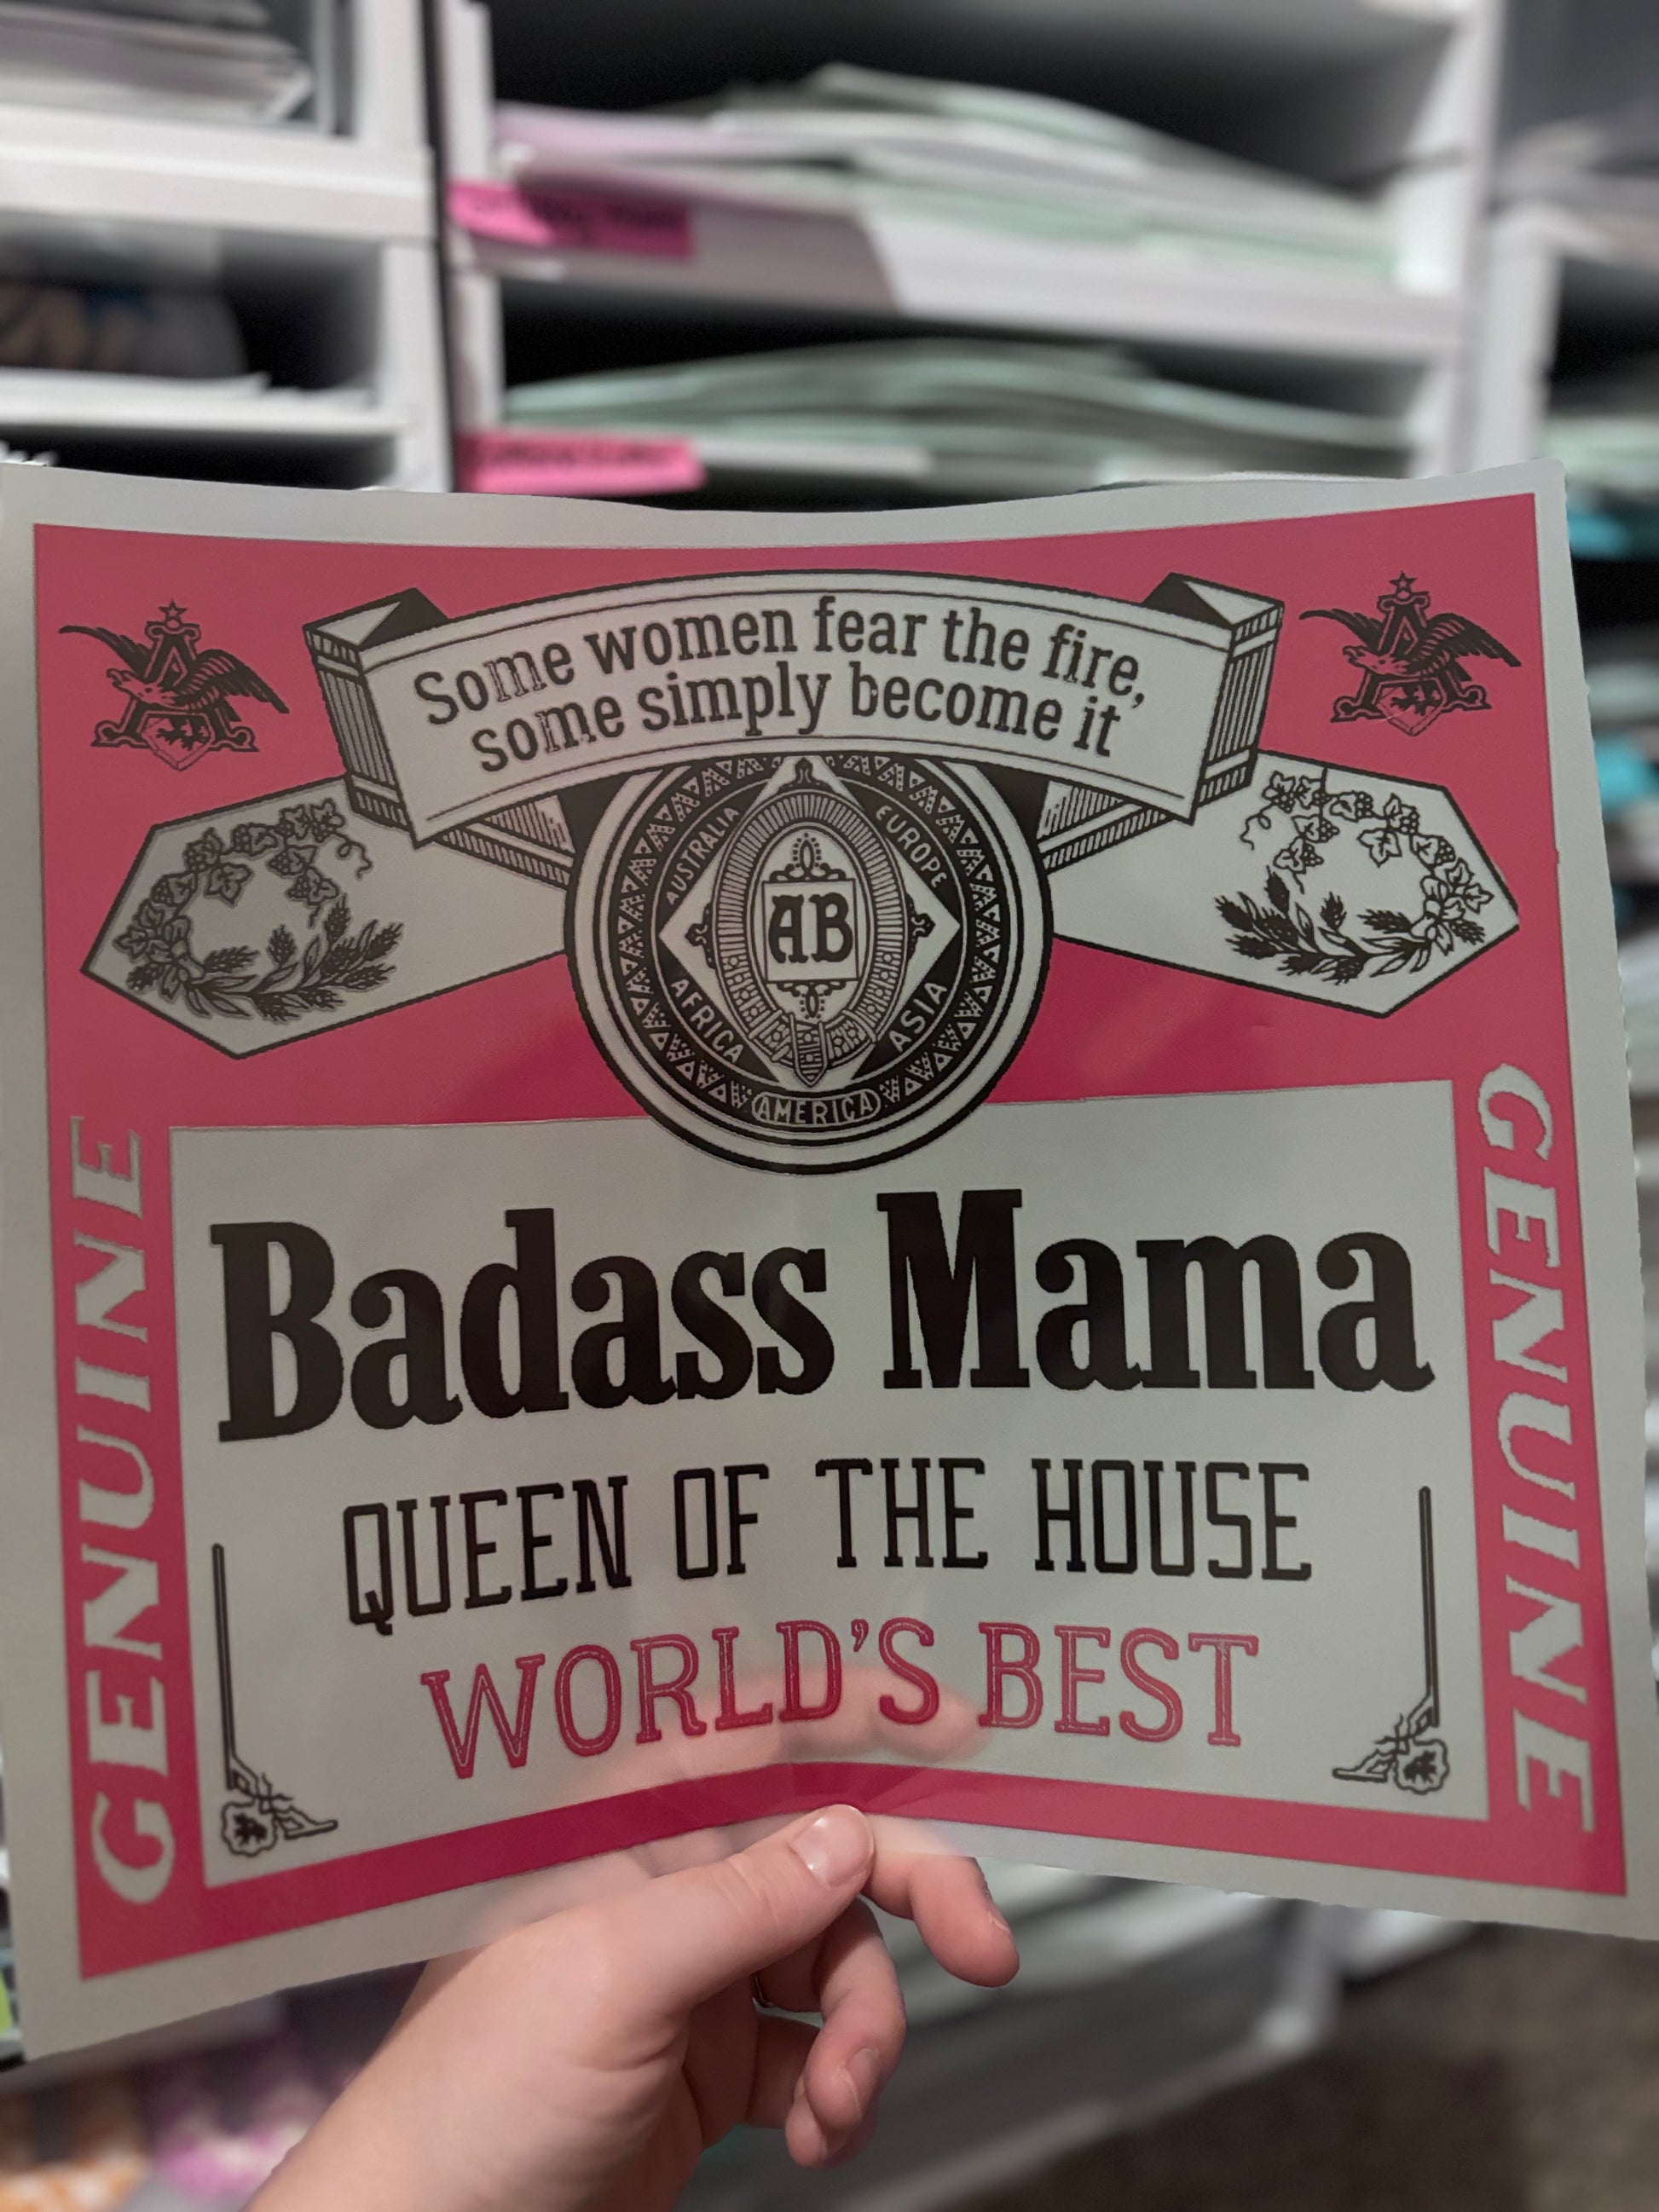 Some women fear the fire,
some simply become it
AUSTRALIA
EUROPE
AB
AFRICA
ASIA
AMERICA
GENUINE
GENUINE
Badass Mama
QUEEN OF THE HOUSE
WORLD'S BEST